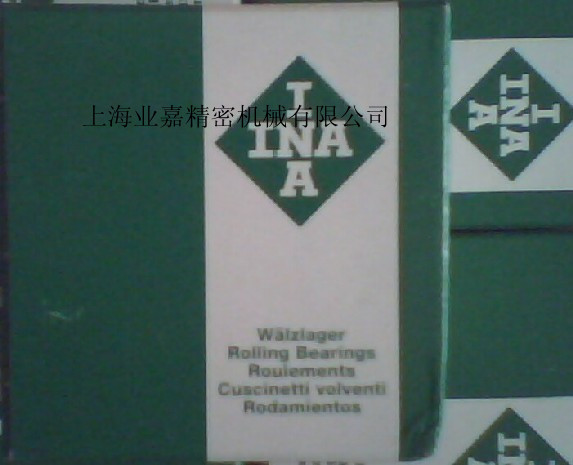 上海业嘉精密机械有限公司
I
INA
A
Wälzlager
Rolling Bearings
Roulements
Cuscinetti volventi
Rodamientos
INA
I
A
INA